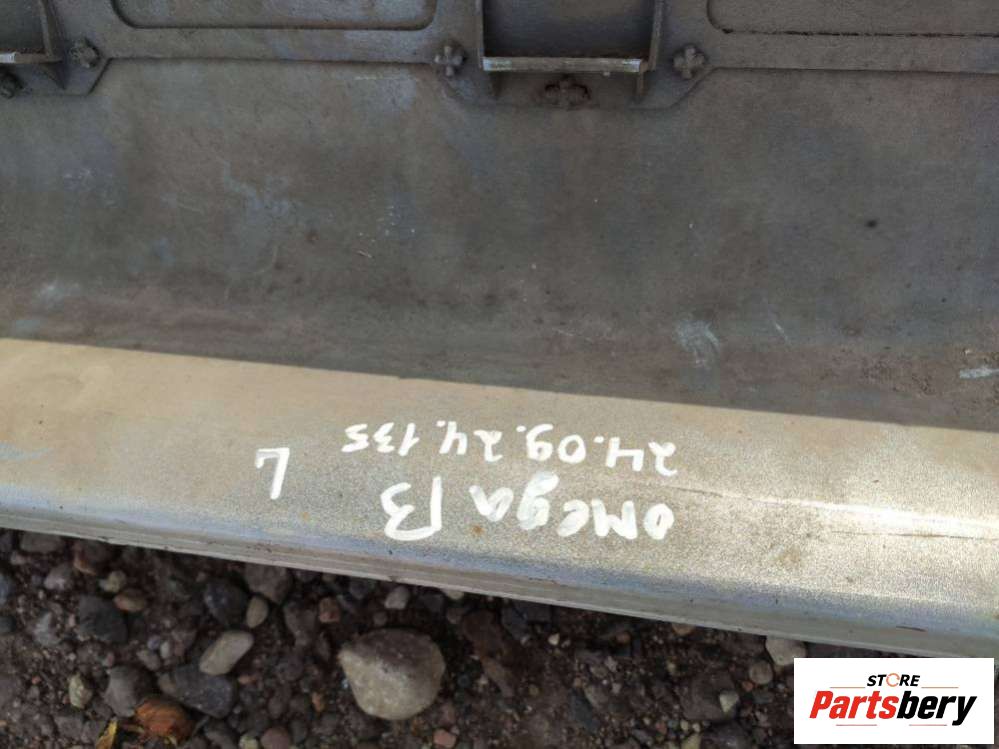 omega B L
24.09.24.135
STORE
Partsbery